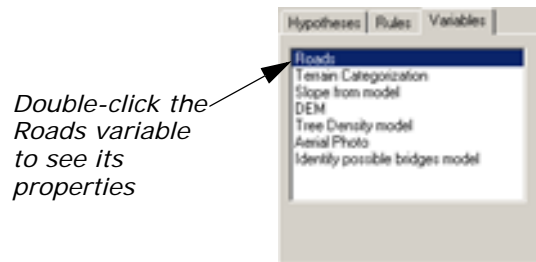 Hypotheses Rules Variables
Roads
Terrain Categorization
Slope from model
DEM
Tree Density model
Aerial Photo
Identify possible bridges model
Double-click the
Roads variable
to see its
properties